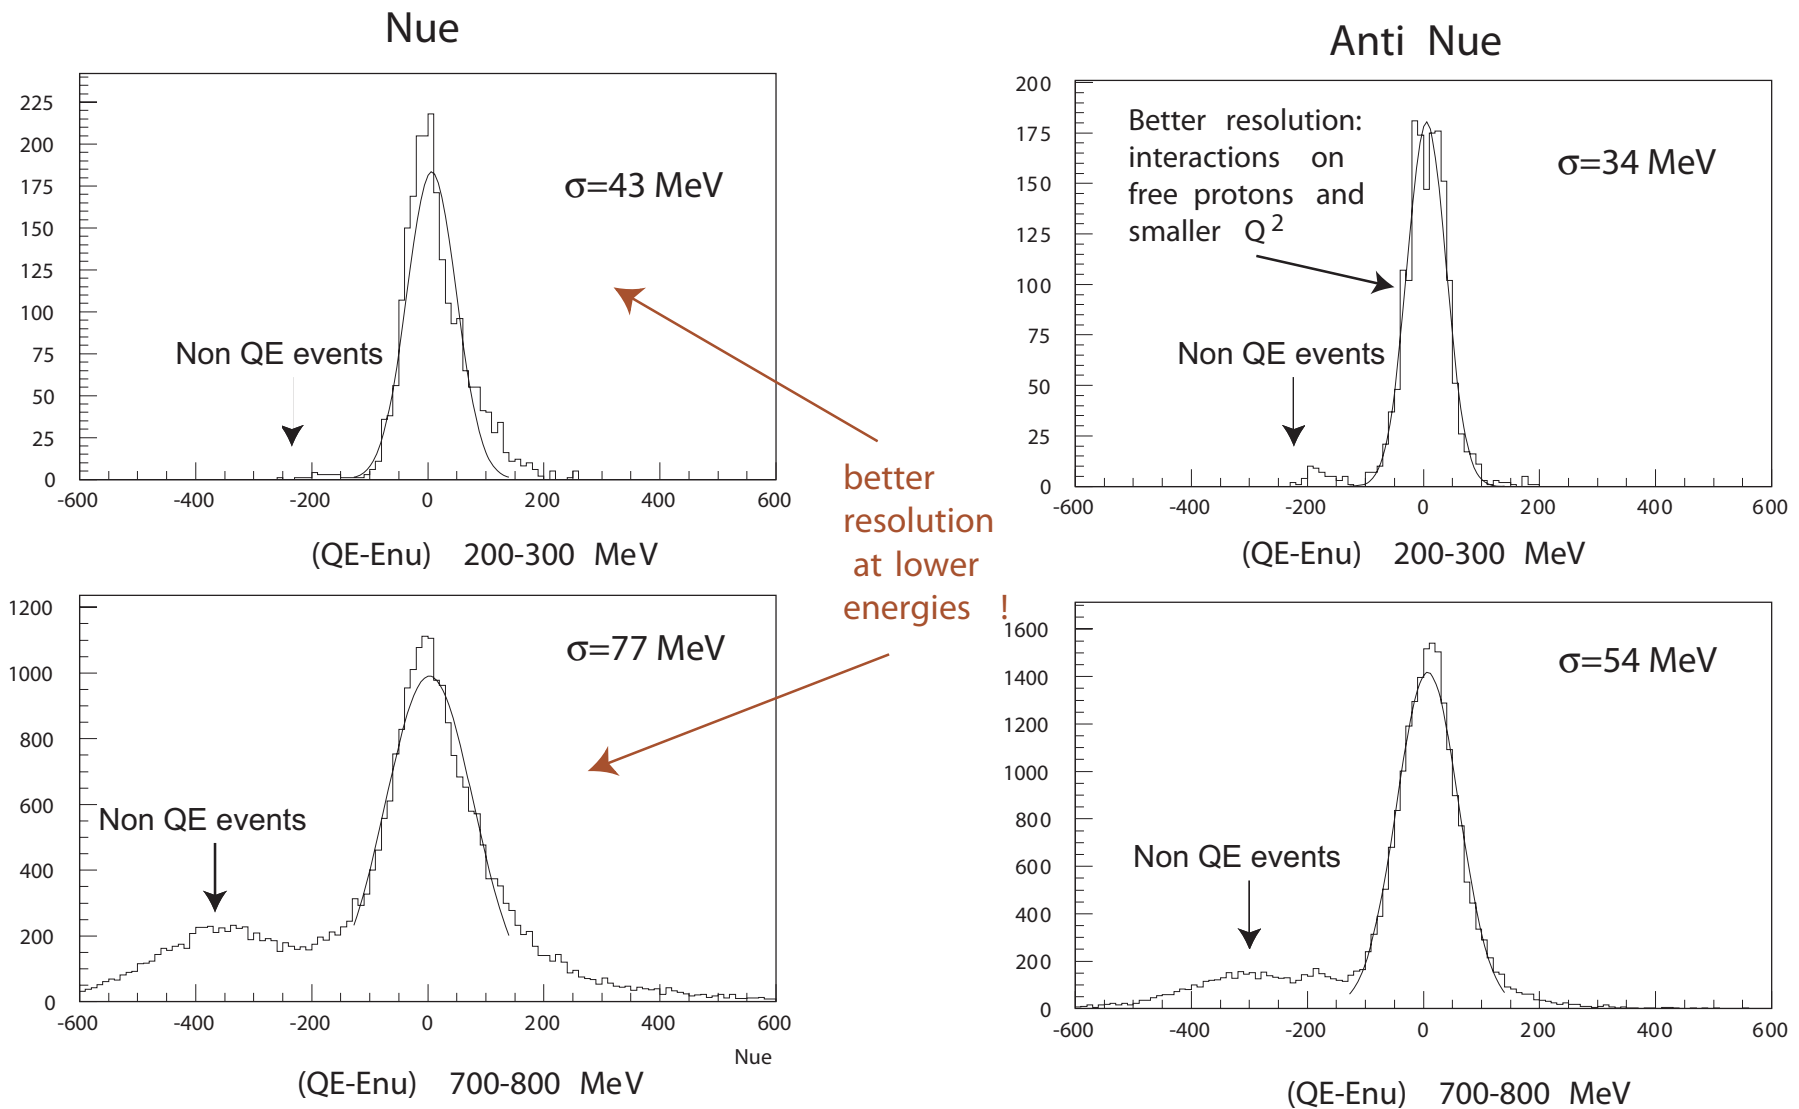 Nue
225
200
175
150
125
100
75
50
25
0
σ=43 MeV
Non QE events
-600 -400 -200 0 200 400 600
(QE-Enu) 200-300 MeV
Anti Nue
200
175
150
125
100
75
50
25
0
Better resolution:
interactions on
free protons and
smaller Q²
σ=34 MeV
Non QE events
-600 -400 -200 0 200 400 600
(QE-Enu) 200-300 MeV
better
resolution
at lower
energies !
1200
1000
800
600
400
200
0
σ=77 MeV
Non QE events
-600 -400 -200 0 200 400 600
Nue
(QE-Enu) 700-800 MeV
1600
1400
1200
1000
800
600
400
200
0
σ=54 MeV
Non QE events
-600 -400 -200 0 200 400 600
(QE-Enu) 700-800 MeV